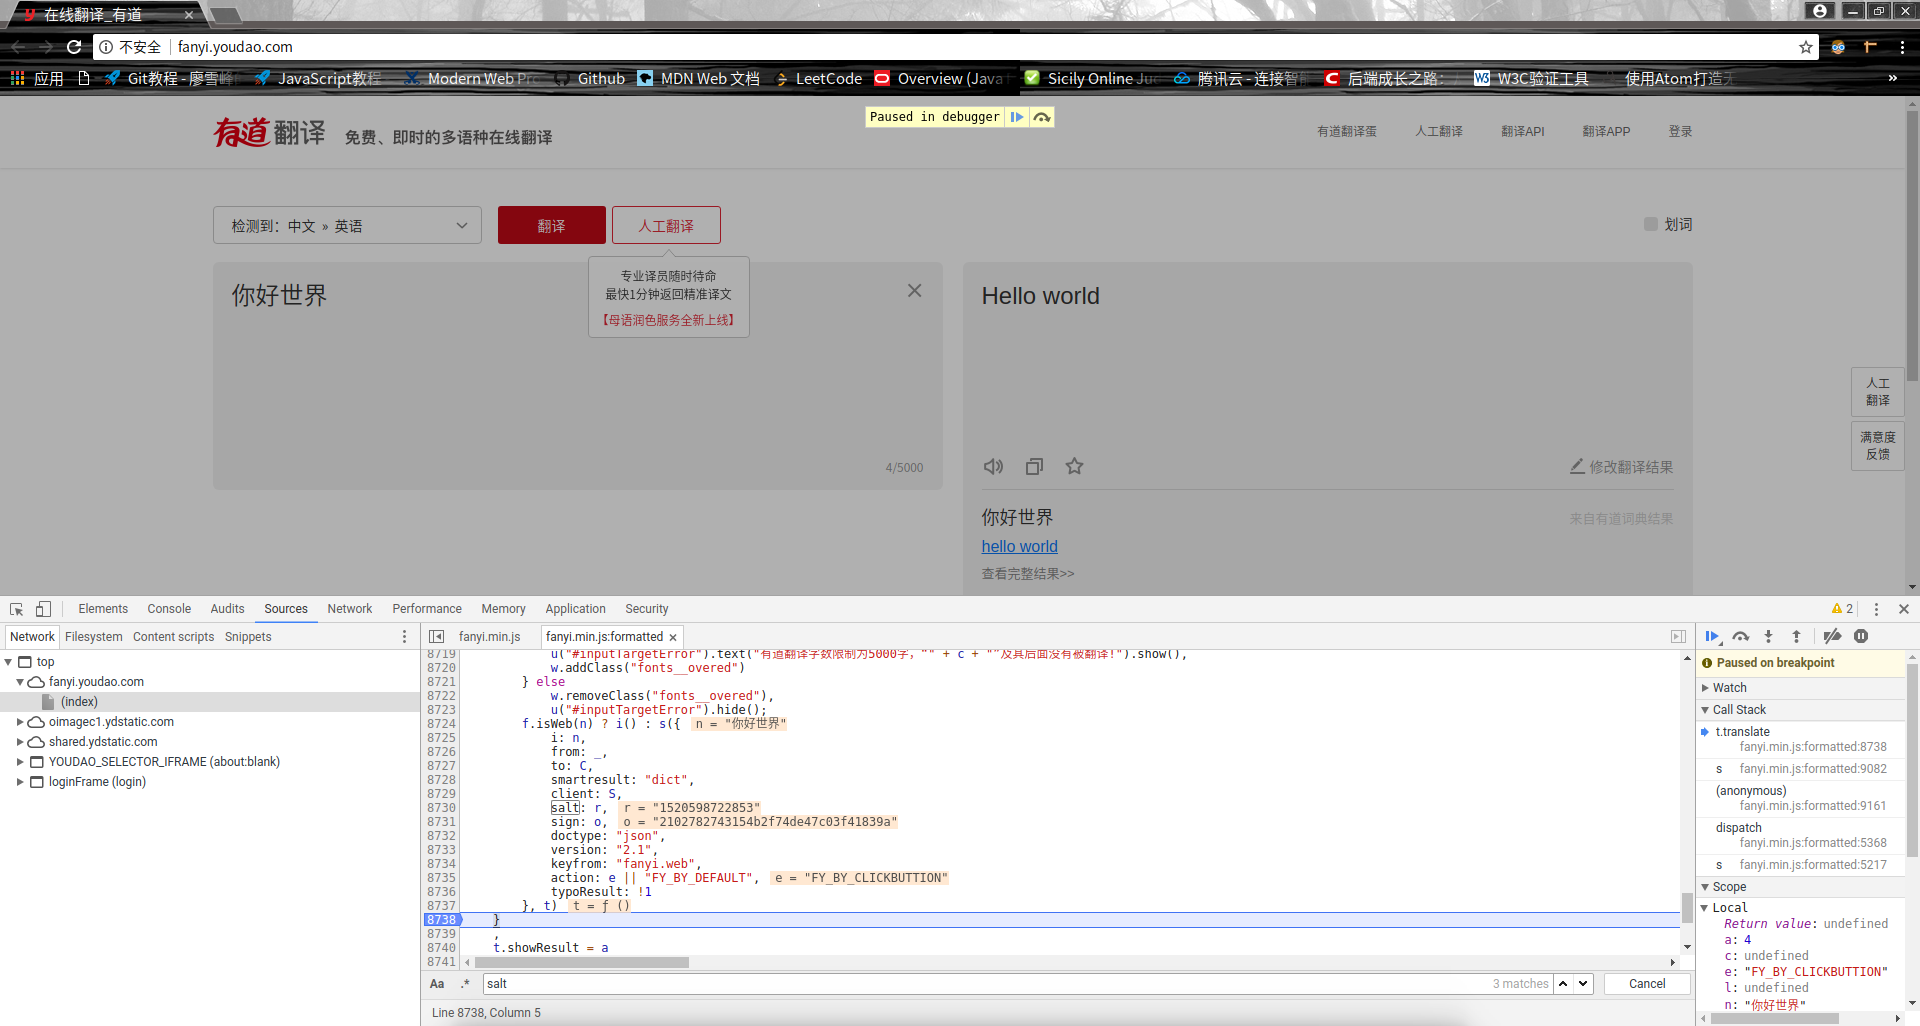 在线翻译_有道
不安全 fanyi.youdao.com
应用 Git教程 - 廖雪峰 JavaScript教程 Modern Web Pro Github MDN Web 文档 LeetCode Overview (Java Sicily Online Ju 腾讯云 - 连接智能 后端成长之路: W3C验证工具 使用Atom打造无 »
Paused in debugger
有道翻译 免费、即时的多语种在线翻译 有道翻译蛋 人工翻译 翻译API 翻译APP 登录
检测到: 中文 » 英语 翻译 人工翻译 划词
专业译员随时待命
最快1分钟返回精准译文
【母语润色服务全新上线】
你好世界 Hello world
人工
翻译
满意度
反馈
4/5000 修改翻译结果
你好世界 来自有道词典结果
hello world
查看完整结果>>
Elements Console Audits Sources Network Performance Memory Application Security 2
Network Filesystem Content scripts Snippets
top
fanyi.youdao.com
(index)
oimagec1.ydstatic.com
shared.ydstatic.com
YOUDAO_SELECTOR_IFRAME (about:blank)
loginFrame (login)
fanyi.min.js fanyi.min.js:formatted
8719 u("#inputTargetError").text("有道翻译字数限制为5000字，“" + c + "”及其后面没有被翻译!").show(),
8720 w.addClass("fonts__overed")
8721 } else
8722 w.removeClass("fonts__overed"),
8723 u("#inputTargetError").hide();
8724 f.isWeb(n) ? i() : s({ n = "你好世界"
8725 i: n,
8726 from: _,
8727 to: C,
8728 smartresult: "dict",
8729 client: S,
8730 salt: r, r = "1520598722853"
8731 sign: o, o = "2102782743154b2f74de47c03f41839a"
8732 doctype: "json",
8733 version: "2.1",
8734 keyfrom: "fanyi.web",
8735 action: e || "FY_BY_DEFAULT", e = "FY_BY_CLICKBUTTION"
8736 typoResult: !1
8737 }, t) t = ƒ ()
8738 }
8739 ,
8740 t.showResult = a
8741
Aa .* salt 3 matches Cancel
Line 8738, Column 5
Paused on breakpoint
Watch
Call Stack
t.translate
fanyi.min.js:formatted:8738
s fanyi.min.js:formatted:9082
(anonymous)
fanyi.min.js:formatted:9161
dispatch
fanyi.min.js:formatted:5368
s fanyi.min.js:formatted:5217
Scope
Local
Return value: undefined
a: 4
c: undefined
e: "FY_BY_CLICKBUTTION"
l: undefined
n: "你好世界"